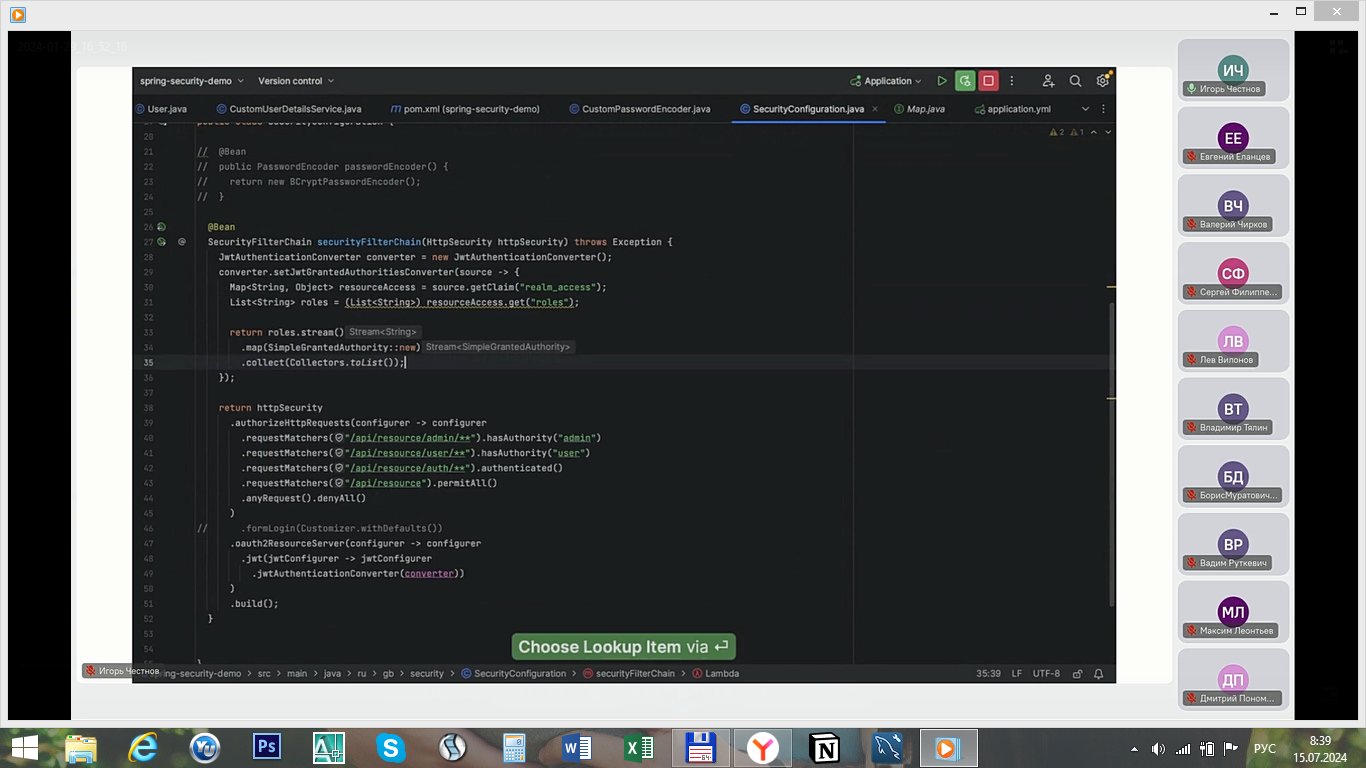 spring-security-demo
Version control
Application
User.java
CustomUserDetailsService.java
pom.xml (spring-security-demo)
CustomPasswordEncoder.java
SecurityConfiguration.java
Map.java
application.yml
2 1
20
21 // @Bean
22 // public PasswordEncoder passwordEncoder() {
23 // return new BCryptPasswordEncoder();
24 // }
25
26 @Bean
27 @ SecurityFilterChain securityFilterChain(HttpSecurity httpSecurity) throws Exception {
28 JwtAuthenticationConverter converter = new JwtAuthenticationConverter();
29 converter.setJwtGrantedAuthoritiesConverter(source -> {
30 Map<String, Object> resourceAccess = source.getClaim("realm_access");
31 List<String> roles = (List<String>) resourceAccess.get("roles");
32
33 return roles.stream() Stream<String>
34 .map(SimpleGrantedAuthority::new) Stream<SimpleGrantedAuthority>
35 .collect(Collectors.toList());
36 });
37
38 return httpSecurity
39 .authorizeHttpRequests(configurer -> configurer
40 .requestMatchers("/api/resource/admin/**").hasAuthority("admin")
41 .requestMatchers("/api/resource/user/**").hasAuthority("user")
42 .requestMatchers("/api/resource/auth/**").authenticated()
43 .requestMatchers("/api/resource").permitAll()
44 .anyRequest().denyAll()
45 )
46 // .formLogin(Customizer.withDefaults())
47 .oauth2ResourceServer(configurer -> configurer
48 .jwt(jwtConfigurer -> jwtConfigurer
49 .jwtAuthenticationConverter(converter))
50 )
51 .build();
52 }
53
54
Choose Lookup Item via ⏎
Игорь Честнов
spring-security-demo > src > main > java > ru > gb > security > SecurityConfiguration > securityFilterChain > Lambda
35:39 LF UTF-8
ИЧ
Игорь Честнов
ЕЕ
Евгений Еланцев
ВЧ
Валерий Чирков
СФ
Сергей Филиппе...
ЛВ
Лев Вилонов
ВТ
Владимир Тялин
БД
БорисМуратович...
ВР
Вадим Руткевич
МЛ
Максим Леонтьев
ДП
Дмитрий Поном...
РУС
8:39
15.07.2024